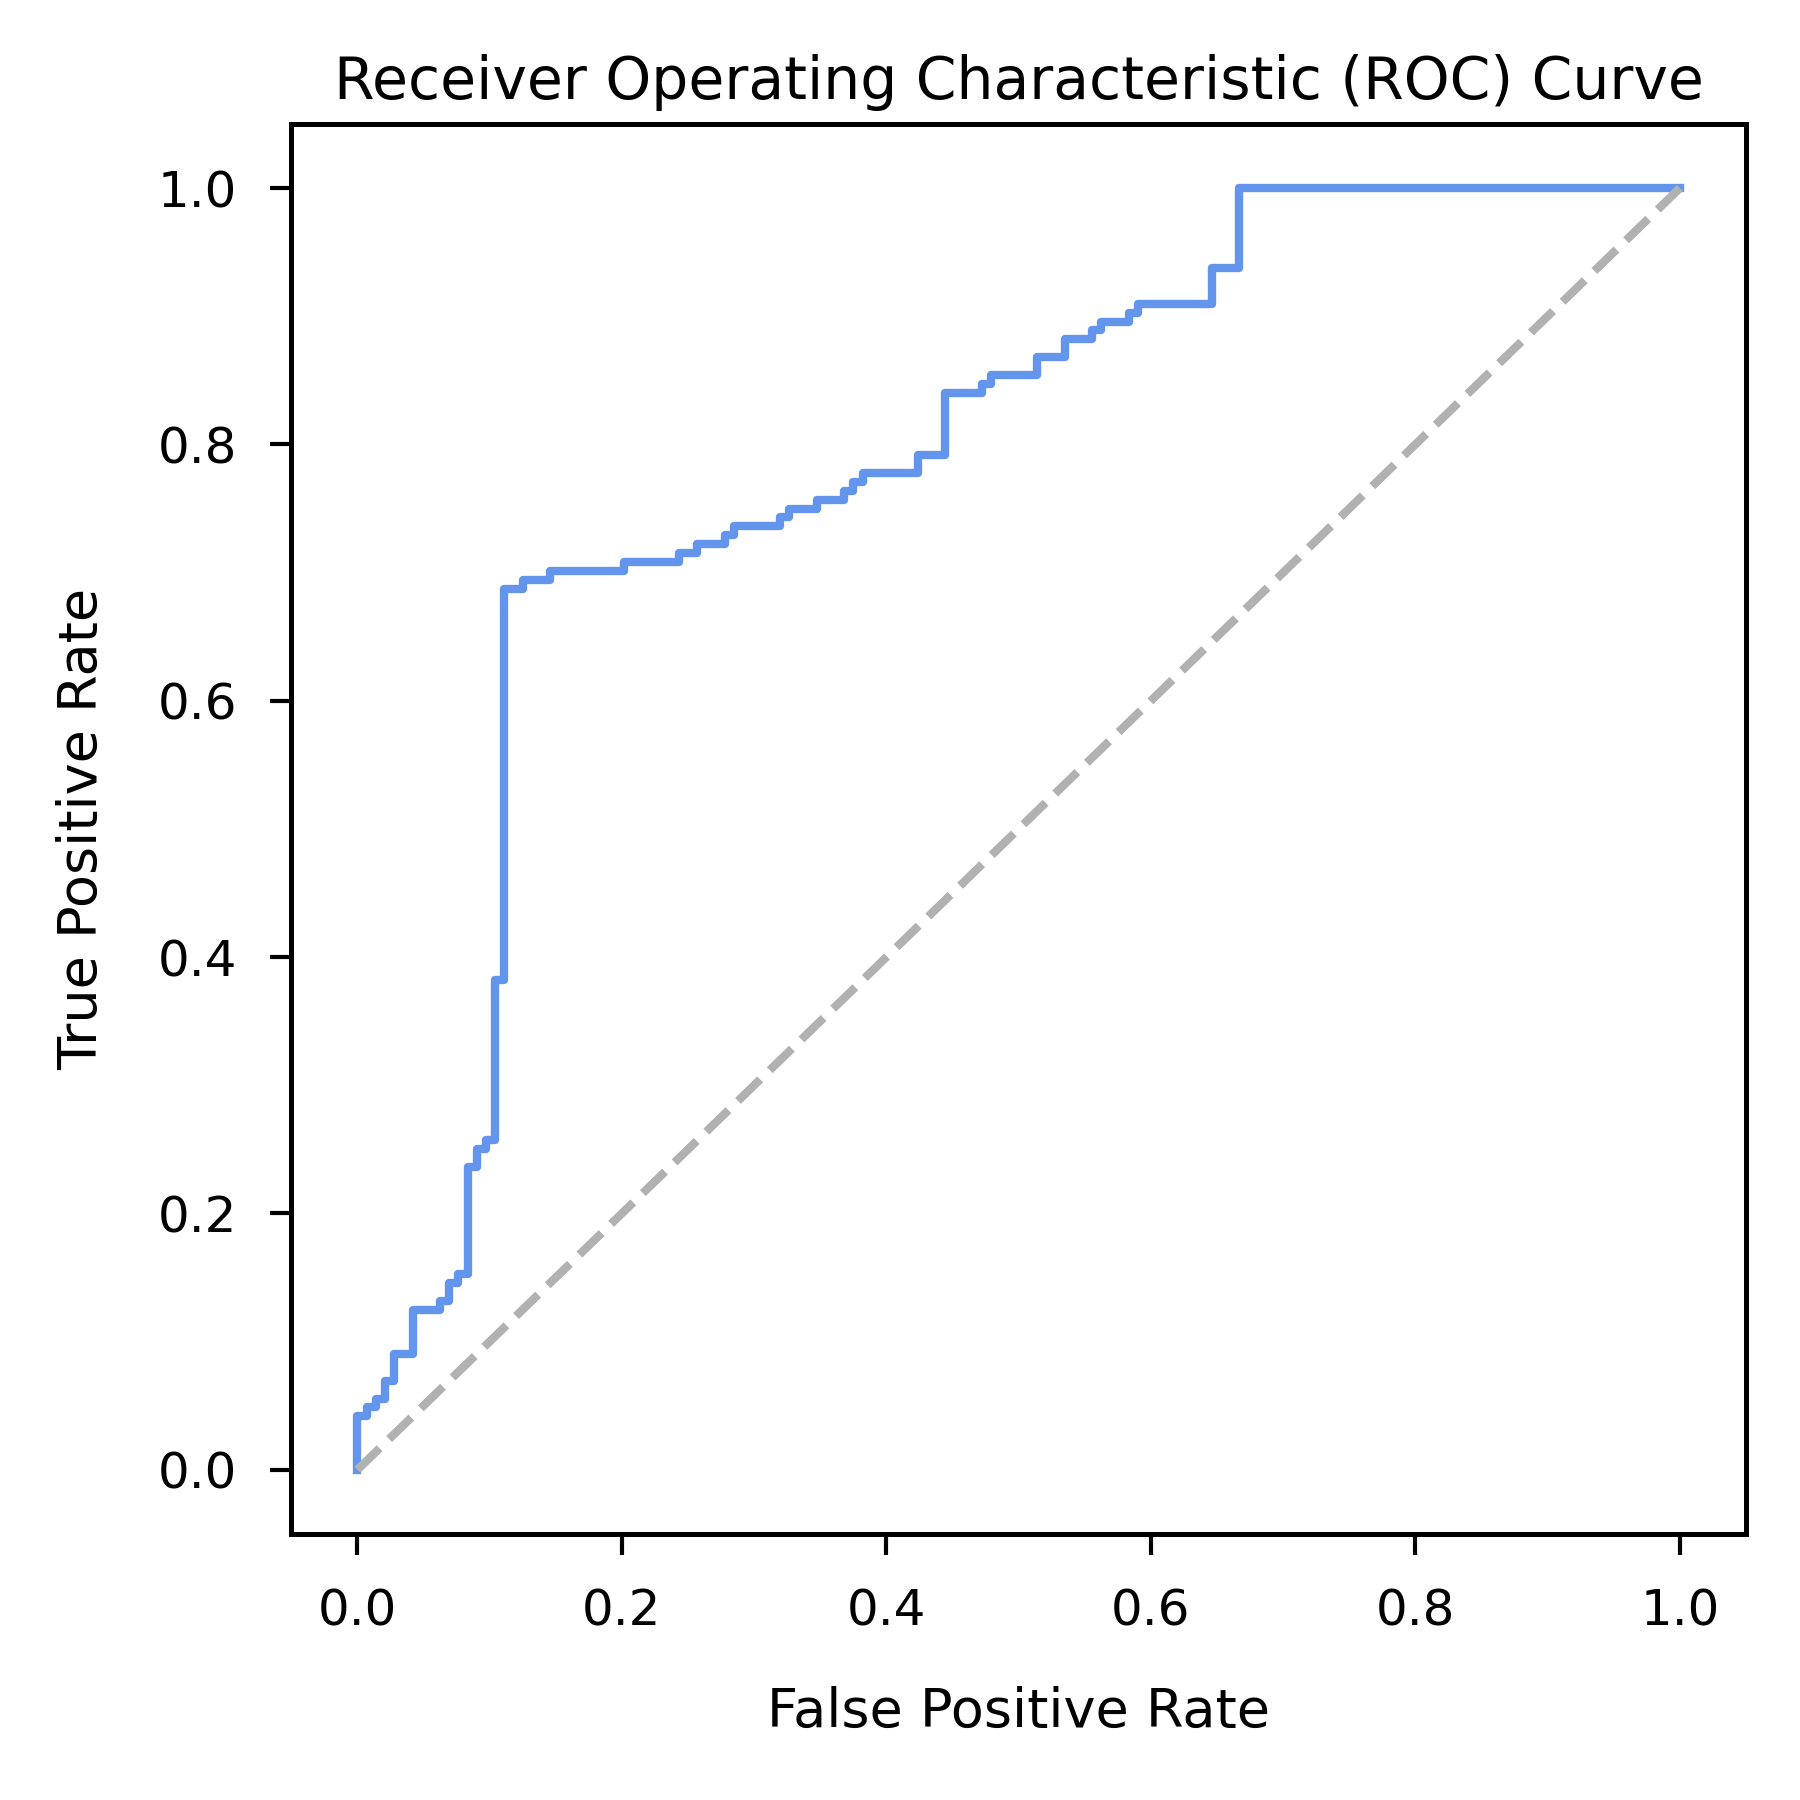 Receiver Operating Characteristic (ROC) Curve
1.0
0.8
0.6
0.4
0.2
0.0
True Positive Rate
0.0 0.2 0.4 0.6 0.8 1.0
False Positive Rate